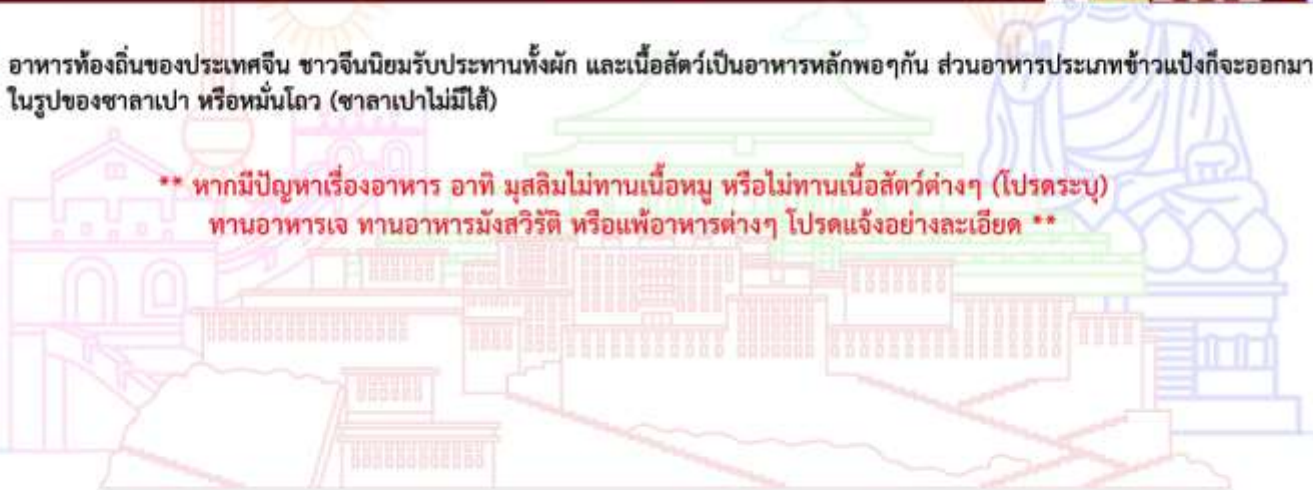 อาหารท้องถิ่นของประเทศจีน ชาวจีนนิยมรับประทานทั้งผัก และเนื้อสัตว์เป็นอาหารหลักพอๆกัน ส่วนอาหารประเภทข้าวแป้งก็จะออกมา
ในรูปของซาลาเปา หรือหมั่นโถว (ซาลาเปาไม่มีไส้)
** หากมีปัญหาเรื่องอาหาร อาทิ มุสลิมไม่ทานเนื้อหมู หรือไม่ทานเนื้อสัตว์ต่างๆ (โปรดระบุ)
ทานอาหารเจ ทานอาหารมังสวิรัติ หรือแพ้อาหารต่างๆ โปรดแจ้งอย่างละเอียด **